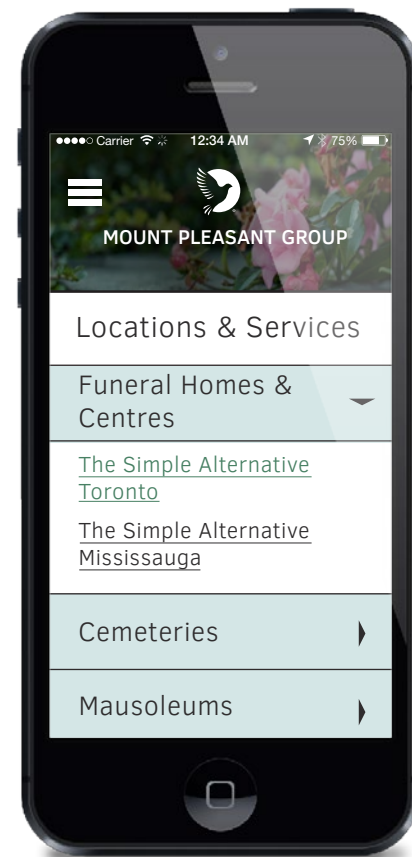 Carrier 12:34 AM 75%
MOUNT PLEASANT GROUP
Locations & Services
Funeral Homes &
Centres
The Simple Alternative
Toronto
The Simple Alternative
Mississauga
Cemeteries
Mausoleums